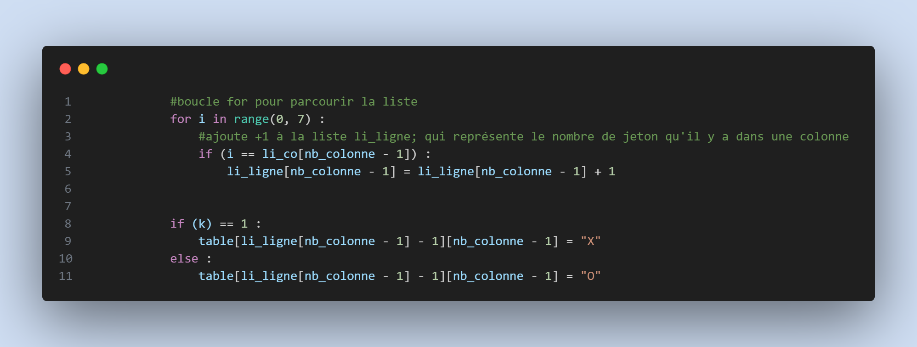 1 #boucle for pour parcourir la liste
2 for i in range(0, 7) :
3 #ajoute +1 à la liste li_ligne; qui représente le nombre de jeton qu'il y a dans une colonne
4 if (i == li_co[nb_colonne - 1]) :
5 li_ligne[nb_colonne - 1] = li_ligne[nb_colonne - 1] + 1
6
7
8 if (k) == 1 :
9 table[li_ligne[nb_colonne - 1] - 1][nb_colonne - 1] = "X"
10 else :
11 table[li_ligne[nb_colonne - 1] - 1][nb_colonne - 1] = "O"